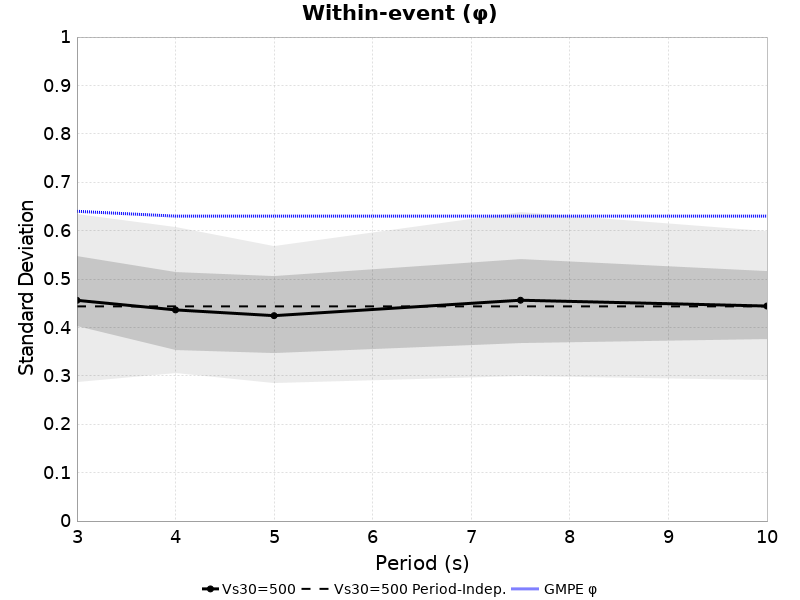 Within-event (φ)
Standard Deviation
1
0.9
0.8
0.7
0.6
0.5
0.4
0.3
0.2
0.1
0
3 4 5 6 7 8 9 10
Period (s)
Vs30=500 Vs30=500 Period-Indep. GMPE φ